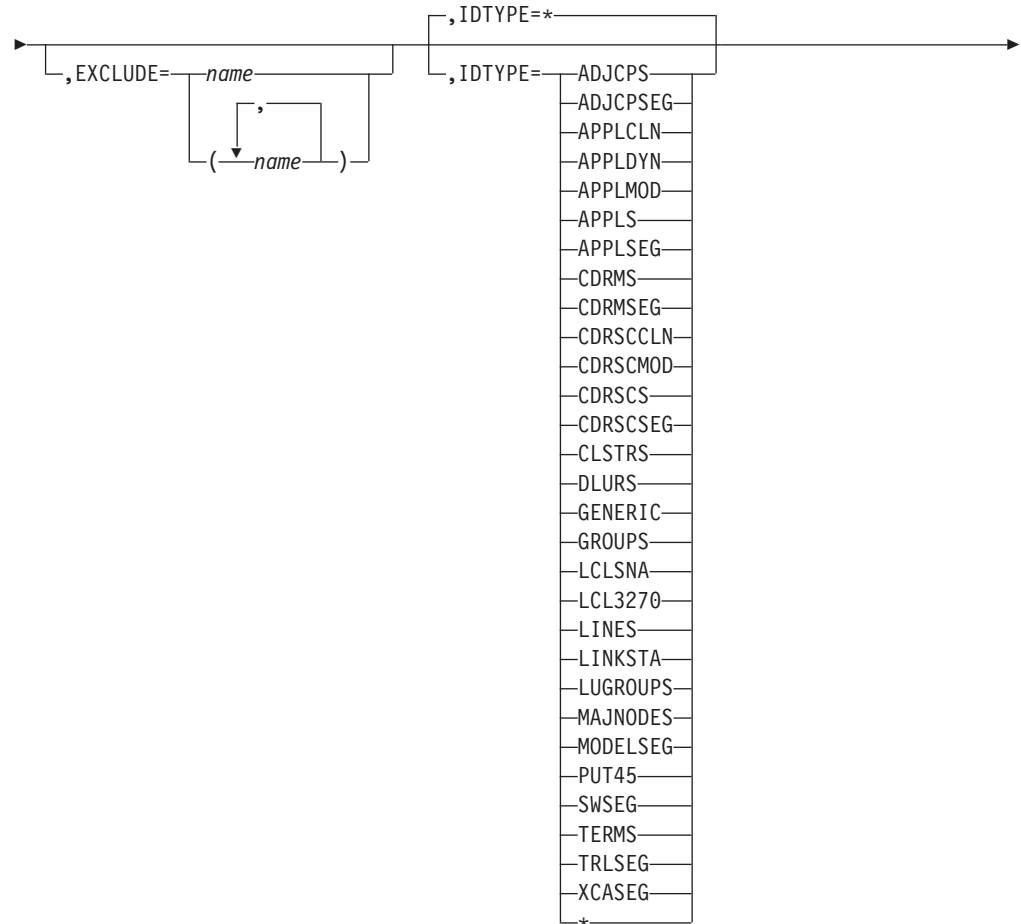 ,IDTYPE=*
,EXCLUDE= name ,IDTYPE= ADJCPS
ADJCPSEG
,
APPLCLN
( name ) APPLDYN
APPLMOD
APPLS
APPLSEG
CDRMS
CDRMSEG
CDRSCCLN
CDRSCMOD
CDRSCS
CDRSCSEG
CLSTRS
DLURS
GENERIC
GROUPS
LCLSNA
LCL3270
LINES
LINKSTA
LUGROUPS
MAJNODES
MODELSEG
PUT45
SWSEG
TERMS
TRLSEG
XCASEG
*